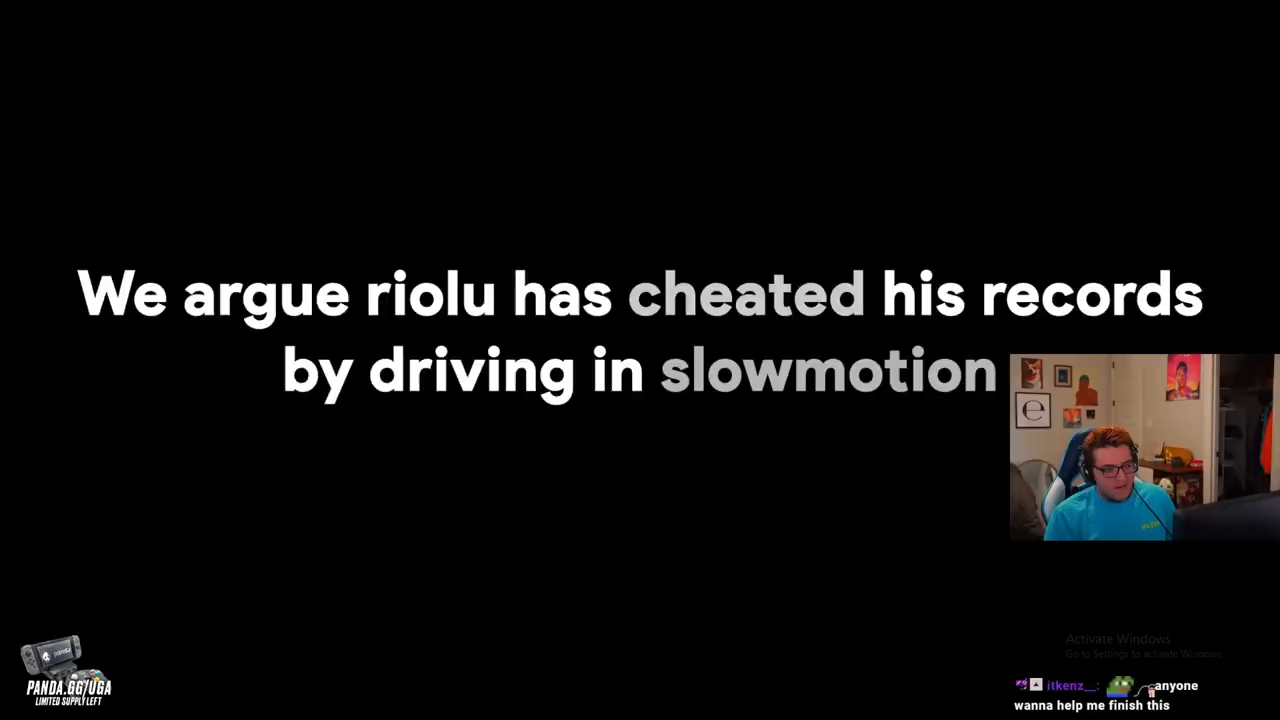 We argue riolu has cheated his records
by driving in slowmotion
e
panda
PANDA.GG/UGA
LIMITED SUPPLY LEFT
Activate Windows
Go to Settings to activate Windows.
itkenz__: anyone
wanna help me finish this